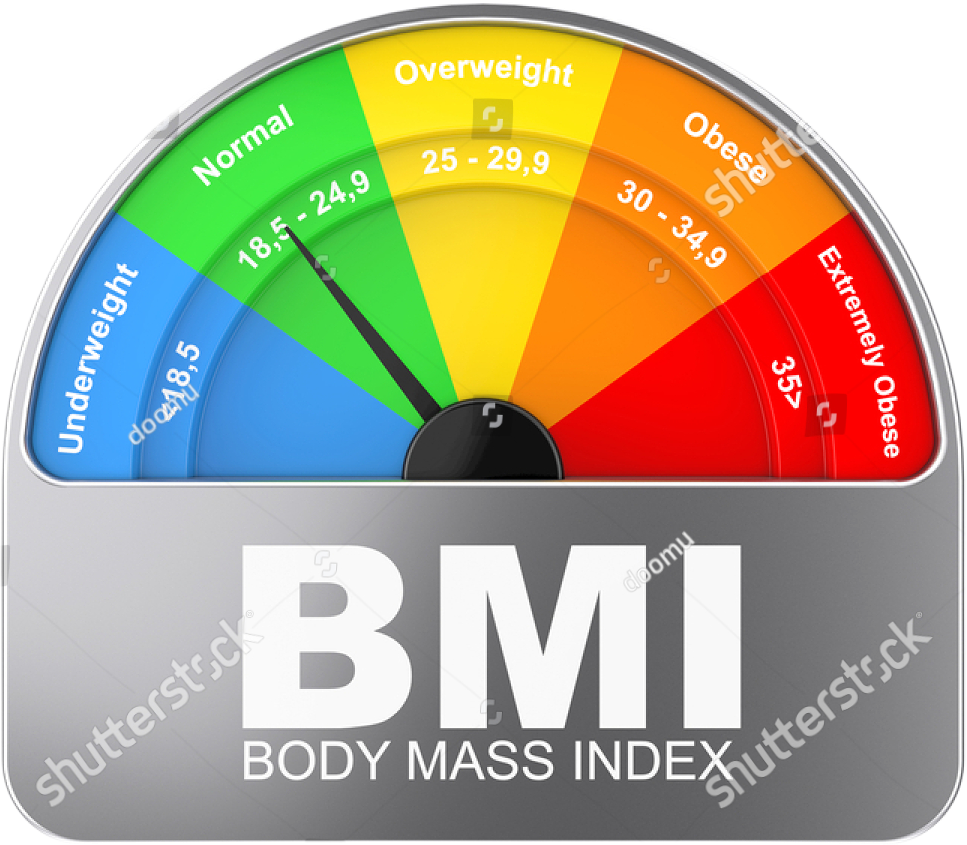 Underweight
Normal
Overweight
Obese
Extremely Obese
<18,5
18,5 - 24,9
25 - 29,9
30 - 34,9
35>
BMI
BODY MASS INDEX
shutterstock
shutterstock
shutterstock
doomu
doomu